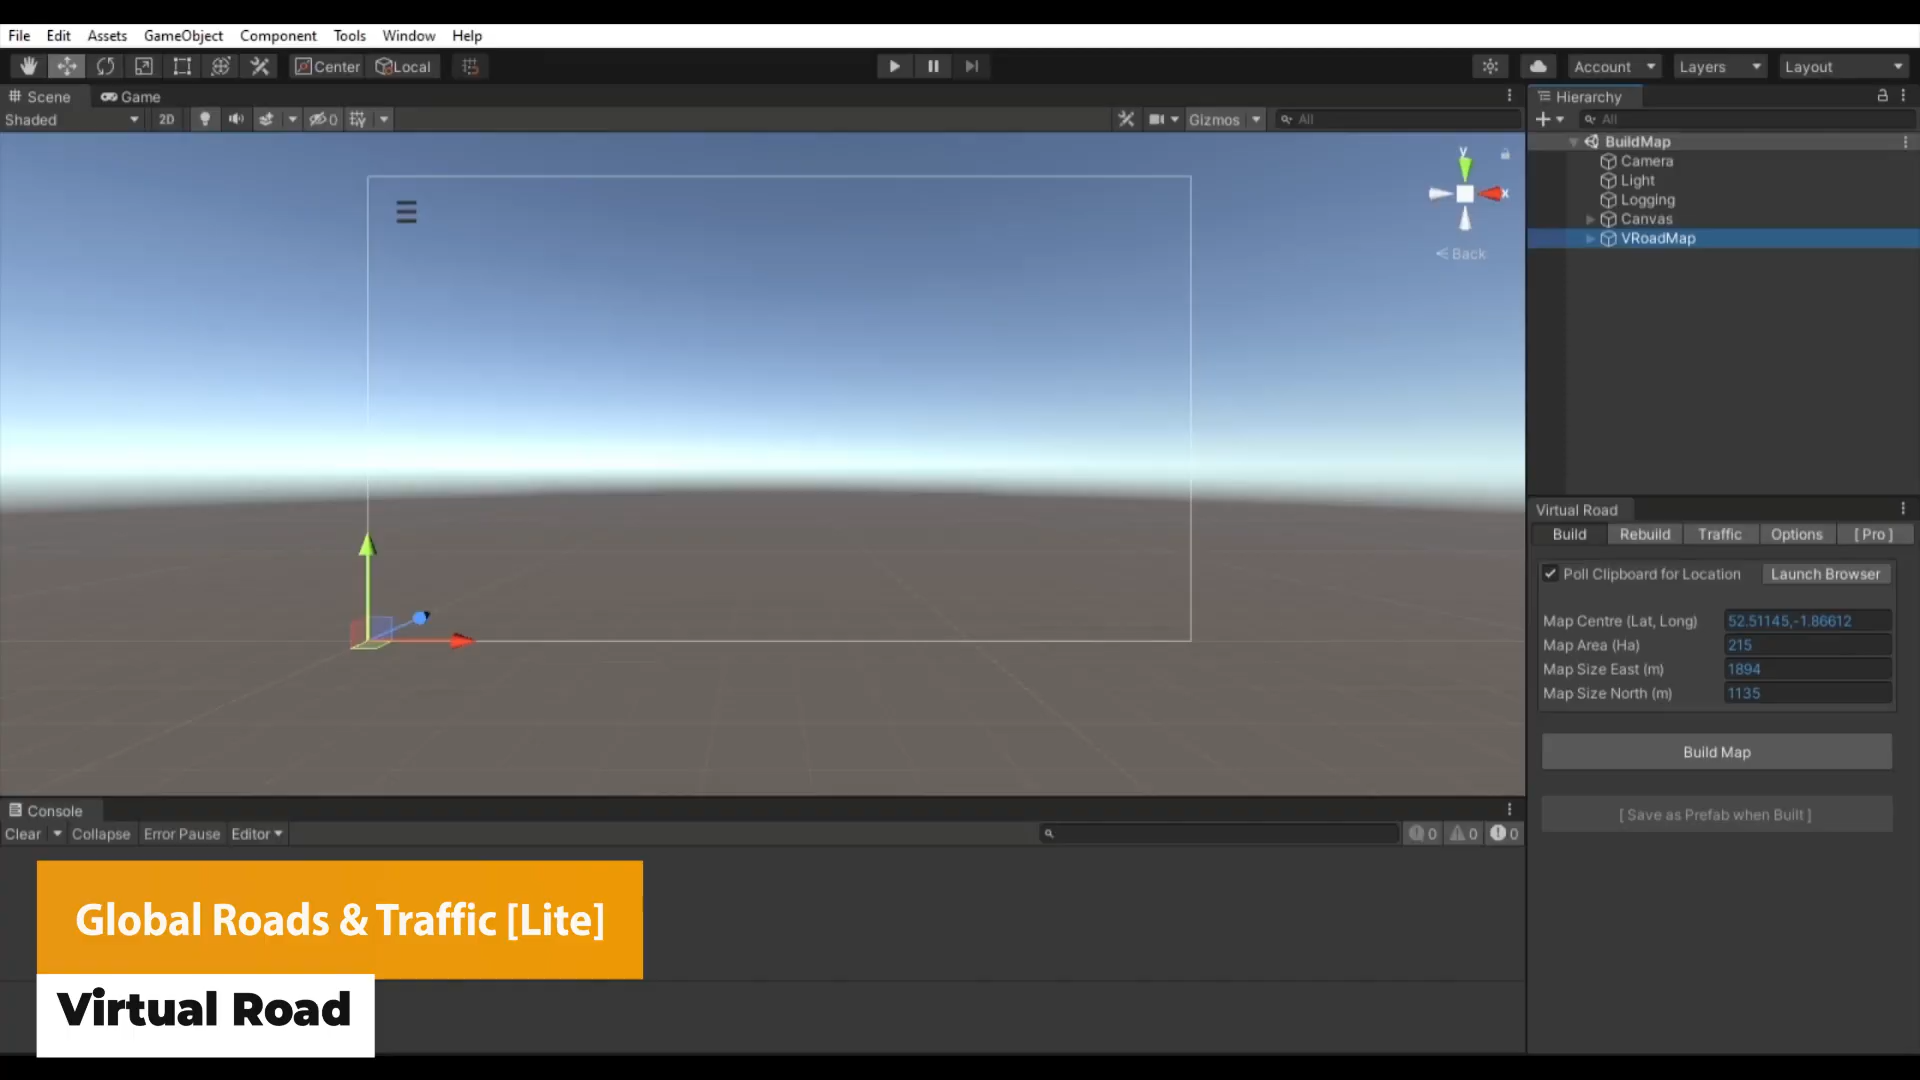 File Edit Assets GameObject Component Tools Window Help
Center Local Account Layers Layout
Scene Game
Shaded 2D 0 Gizmos All
Hierarchy
All
BuildMap
Camera
Light
Logging
Canvas
VRoadMap
y
x
Back
Virtual Road
Build Rebuild Traffic Options [ Pro ]
Poll Clipboard for Location Launch Browser
Map Centre (Lat, Long) 52.51145,-1.86612
Map Area (Ha) 215
Map Size East (m) 1894
Map Size North (m) 1135
Build Map
[ Save as Prefab when Built ]
Console
Clear Collapse Error Pause Editor 0 0 0
Global Roads & Traffic [Lite]
Virtual Road